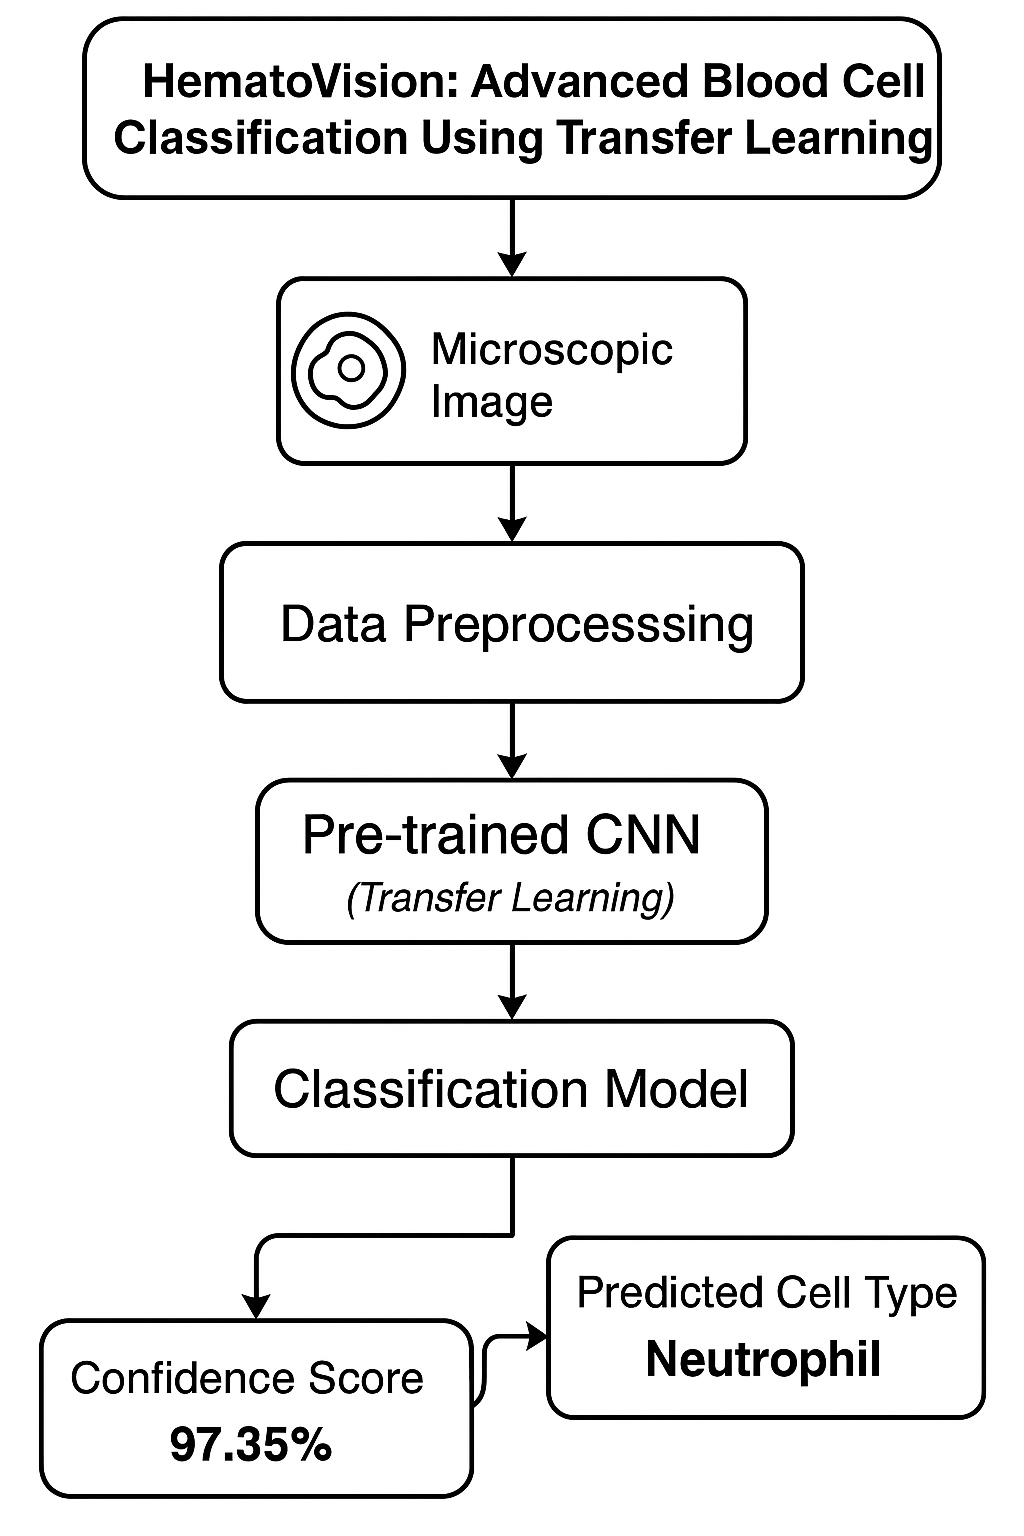 HematoVision: Advanced Blood Cell
Classification Using Transfer Learning
Microscopic
Image
Data Preprocesssing
Pre-trained CNN
(Transfer Learning)
Classification Model
Confidence Score
97.35%
Predicted Cell Type
Neutrophil